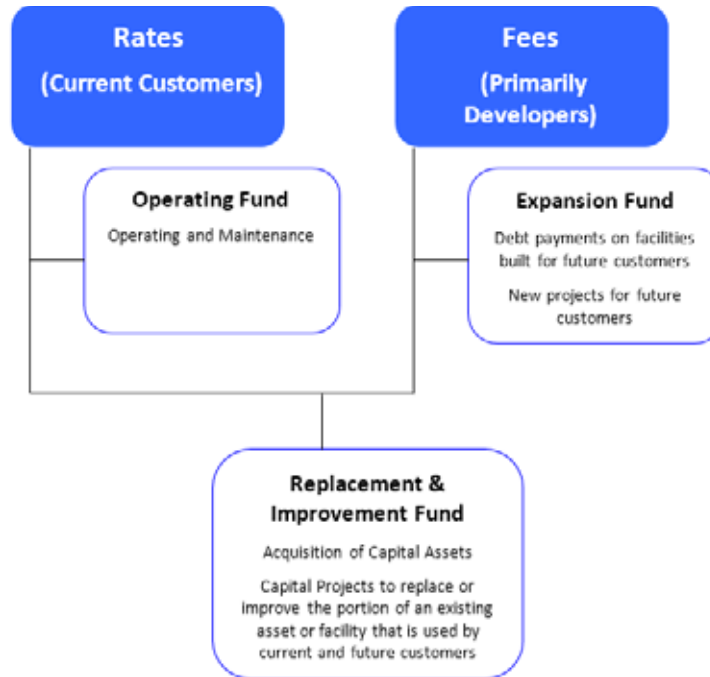 Rates
(Current Customers)
Fees
(Primarily
Developers)
Operating Fund
Operating and Maintenance
Expansion Fund
Debt payments on facilities
built for future customers
New projects for future
customers
Replacement &
Improvement Fund
Acquisition of Capital Assets
Capital Projects to replace or
improve the portion of an existing
asset or facility that is used by
current and future customers